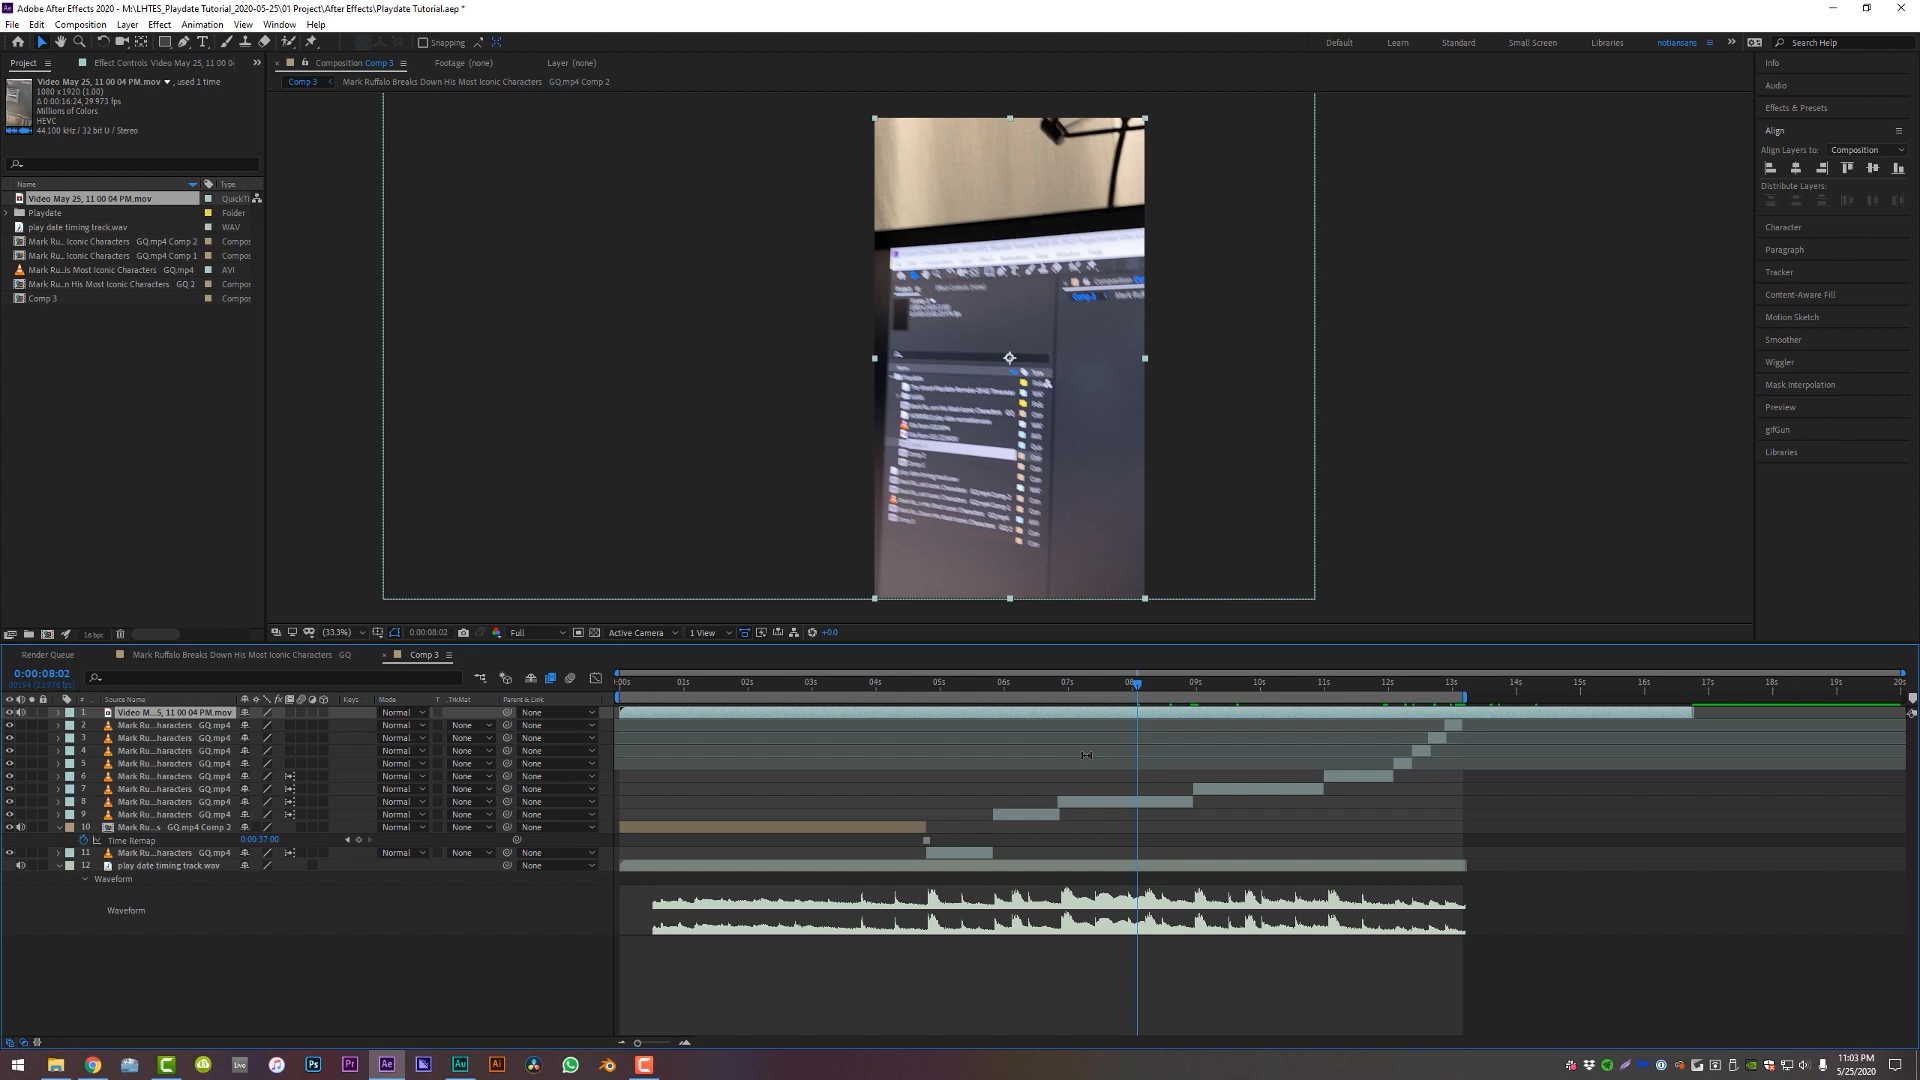 Adobe After Effects 2020 - M:\LHTES_Playdate Tutorial_2020-05-25\01 Project\After Effects\Playdate Tutorial.aep *
File Edit Composition Layer Effect Animation View Window Help
Snapping
Default Learn Standard Small Screen Libraries notiansans Search Help
Project Effect Controls Video May 25, 11 00 0
Composition Comp 3 Footage (none) Layer (none)
Comp 3 Mark Ruffalo Breaks Down His Most Iconic Characters GQ.mp4 Comp 2
Video May 25, 11 00 04 PM.mov , used 1 time
1080 x 1920 (1.00)
Δ 0:00:16:24, 29.973 fps
Millions of Colors
HEVC
44.100 kHz / 32 bit U / Stereo
Name Type
Video May 25, 11 00 04 PM.mov QuickTi
Playdate Folder
play date timing track.wav WAV
Mark Ru... Iconic Characters GQ.mp4 Comp 2 Compos
Mark Ru... Iconic Characters GQ.mp4 Comp 1 Compos
Mark Ru...is Most Iconic Characters GQ.mp4 AVI
Mark Ru...n His Most Iconic Characters GQ 2 Compos
Comp 3 Compos
16 bpc
(33.3%) 0:00:08:02 Full Active Camera 1 View +0.0
Info
Audio
Effects & Presets
Align
Align Layers to: Composition
Distribute Layers:
Character
Paragraph
Tracker
Content-Aware Fill
Motion Sketch
Smoother
Wiggler
Mask Interpolation
Preview
gifGun
Libraries
Render Queue Mark Ruffalo Breaks Down His Most Iconic Characters GQ Comp 3
0:00:08:02
00194 (23.976 fps)
:00s 01s 02s 03s 04s 05s 06s 07s 08s 09s 10s 11s 12s 13s 14s 15s 16s 17s 18s 19s 20s
# Source Name fx Keys Mode T .TrkMat Parent & Link
1 Video M...5, 11 00 04 PM.mov Normal None
2 Mark Ru...haracters GQ.mp4 Normal None None
3 Mark Ru...haracters GQ.mp4 Normal None None
4 Mark Ru...haracters GQ.mp4 Normal None None
5 Mark Ru...haracters GQ.mp4 Normal None None
6 Mark Ru...haracters GQ.mp4 Normal None None
7 Mark Ru...haracters GQ.mp4 Normal None None
8 Mark Ru...haracters GQ.mp4 Normal None None
9 Mark Ru...haracters GQ.mp4 Normal None None
10 Mark Ru...s GQ.mp4 Comp 2 Normal None None
Time Remap 0:00:37:00
11 Mark Ru...haracters GQ.mp4 Normal None None
12 play date timing track.wav None
Waveform
Waveform
Live Ps Pr Ae Au Ai
11:03 PM
5/25/2020